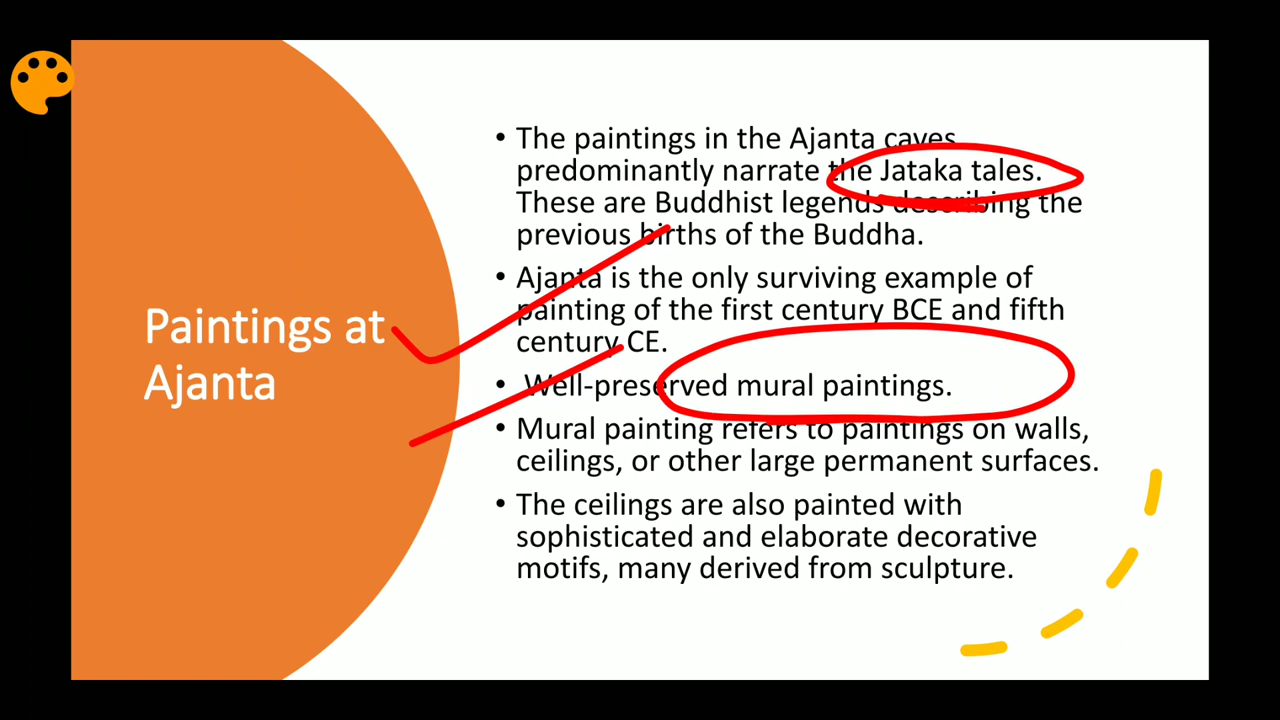 Paintings at
Ajanta
• The paintings in the Ajanta caves
predominantly narrate the Jataka tales.
These are Buddhist legends describing the
previous births of the Buddha.
• Ajanta is the only surviving example of
painting of the first century BCE and fifth
century CE.
• Well-preserved mural paintings.
• Mural painting refers to paintings on walls,
ceilings, or other large permanent surfaces.
• The ceilings are also painted with
sophisticated and elaborate decorative
motifs, many derived from sculpture.